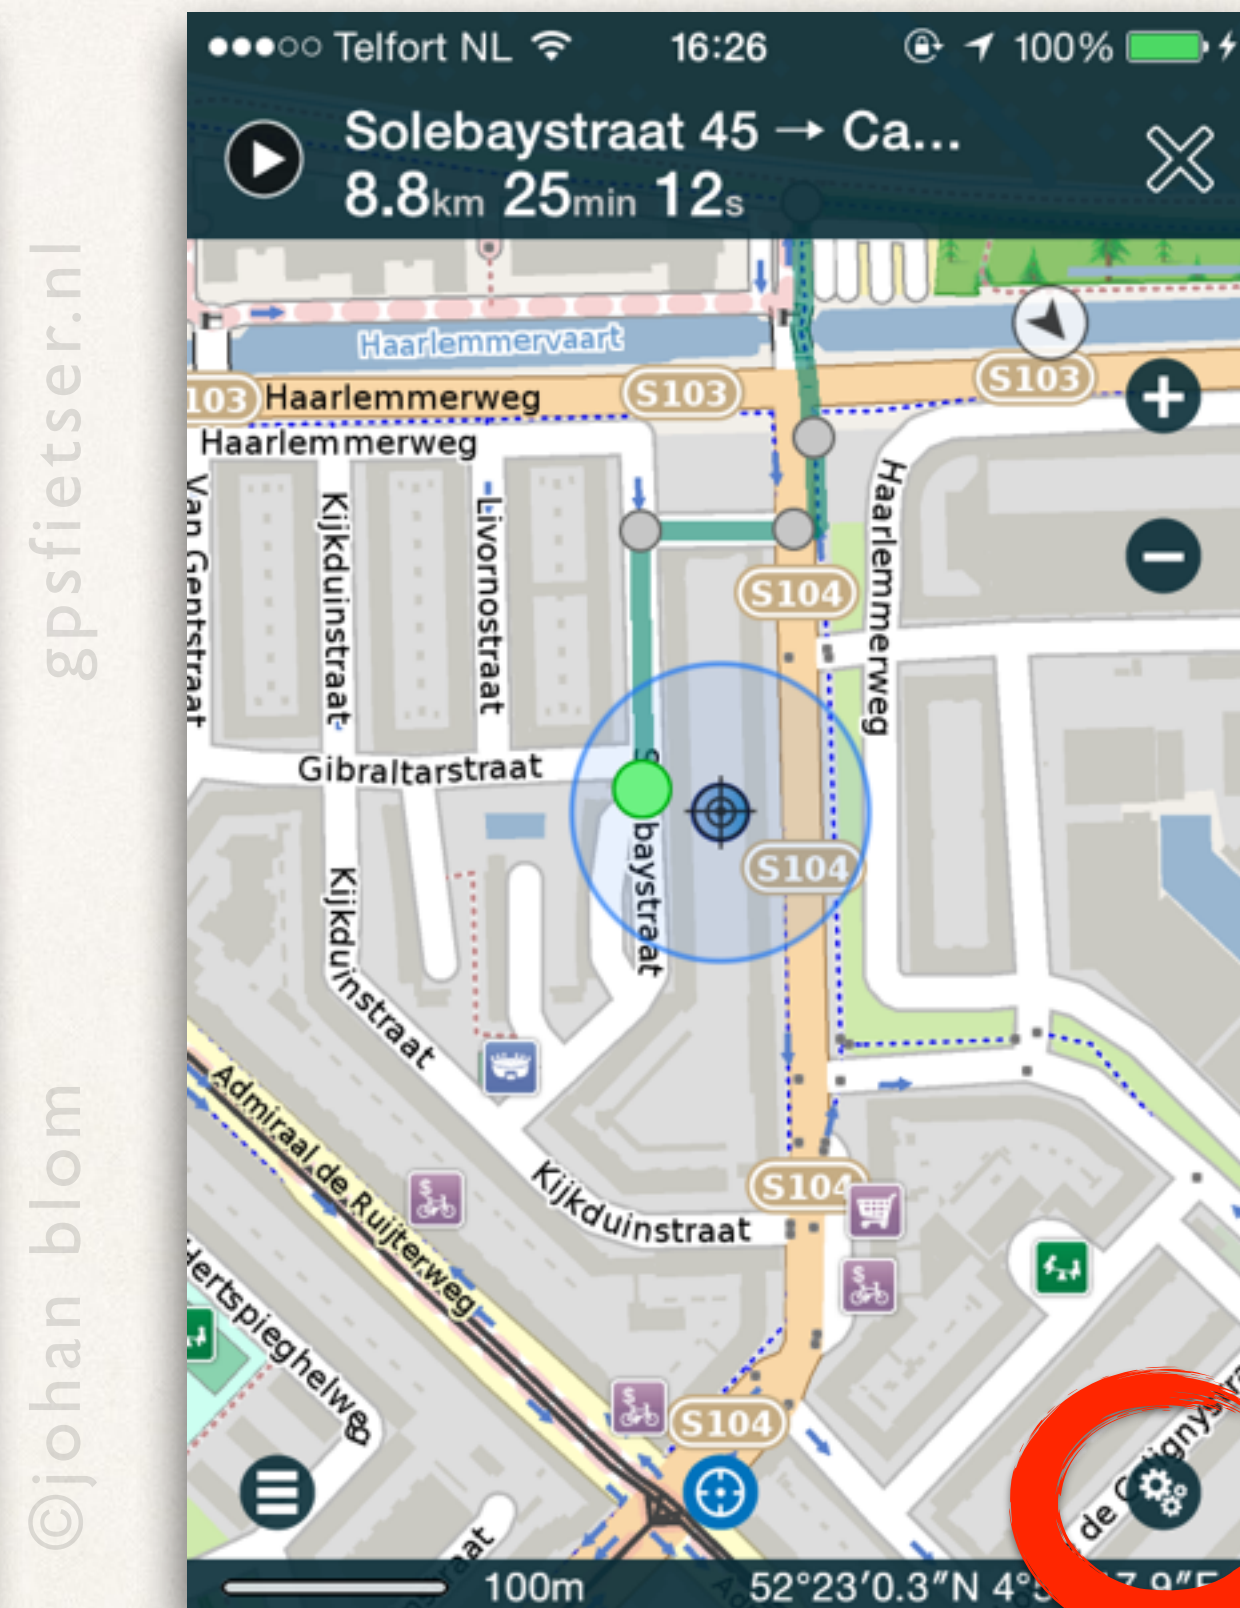 Telfort NL 16:26 100%
Solebaystraat 45 → Ca...
8.8km 25min 12s
Haarlemmervaart
S103
103 Haarlemmerweg S103
Haarlemmerweg
Van Gentstraat
Kijkduinstraat
Livornostraat
Haarlemmerweg
S104
Gibraltarstraat
baystraat
S104
Kijkduinstraat
Admiraal de Ruijterweg
S104
Kijkduinstraat
Hertspieghelweg
S104
de
100m 52°23'0.3"N
gpsfietser.nl
©johan blom